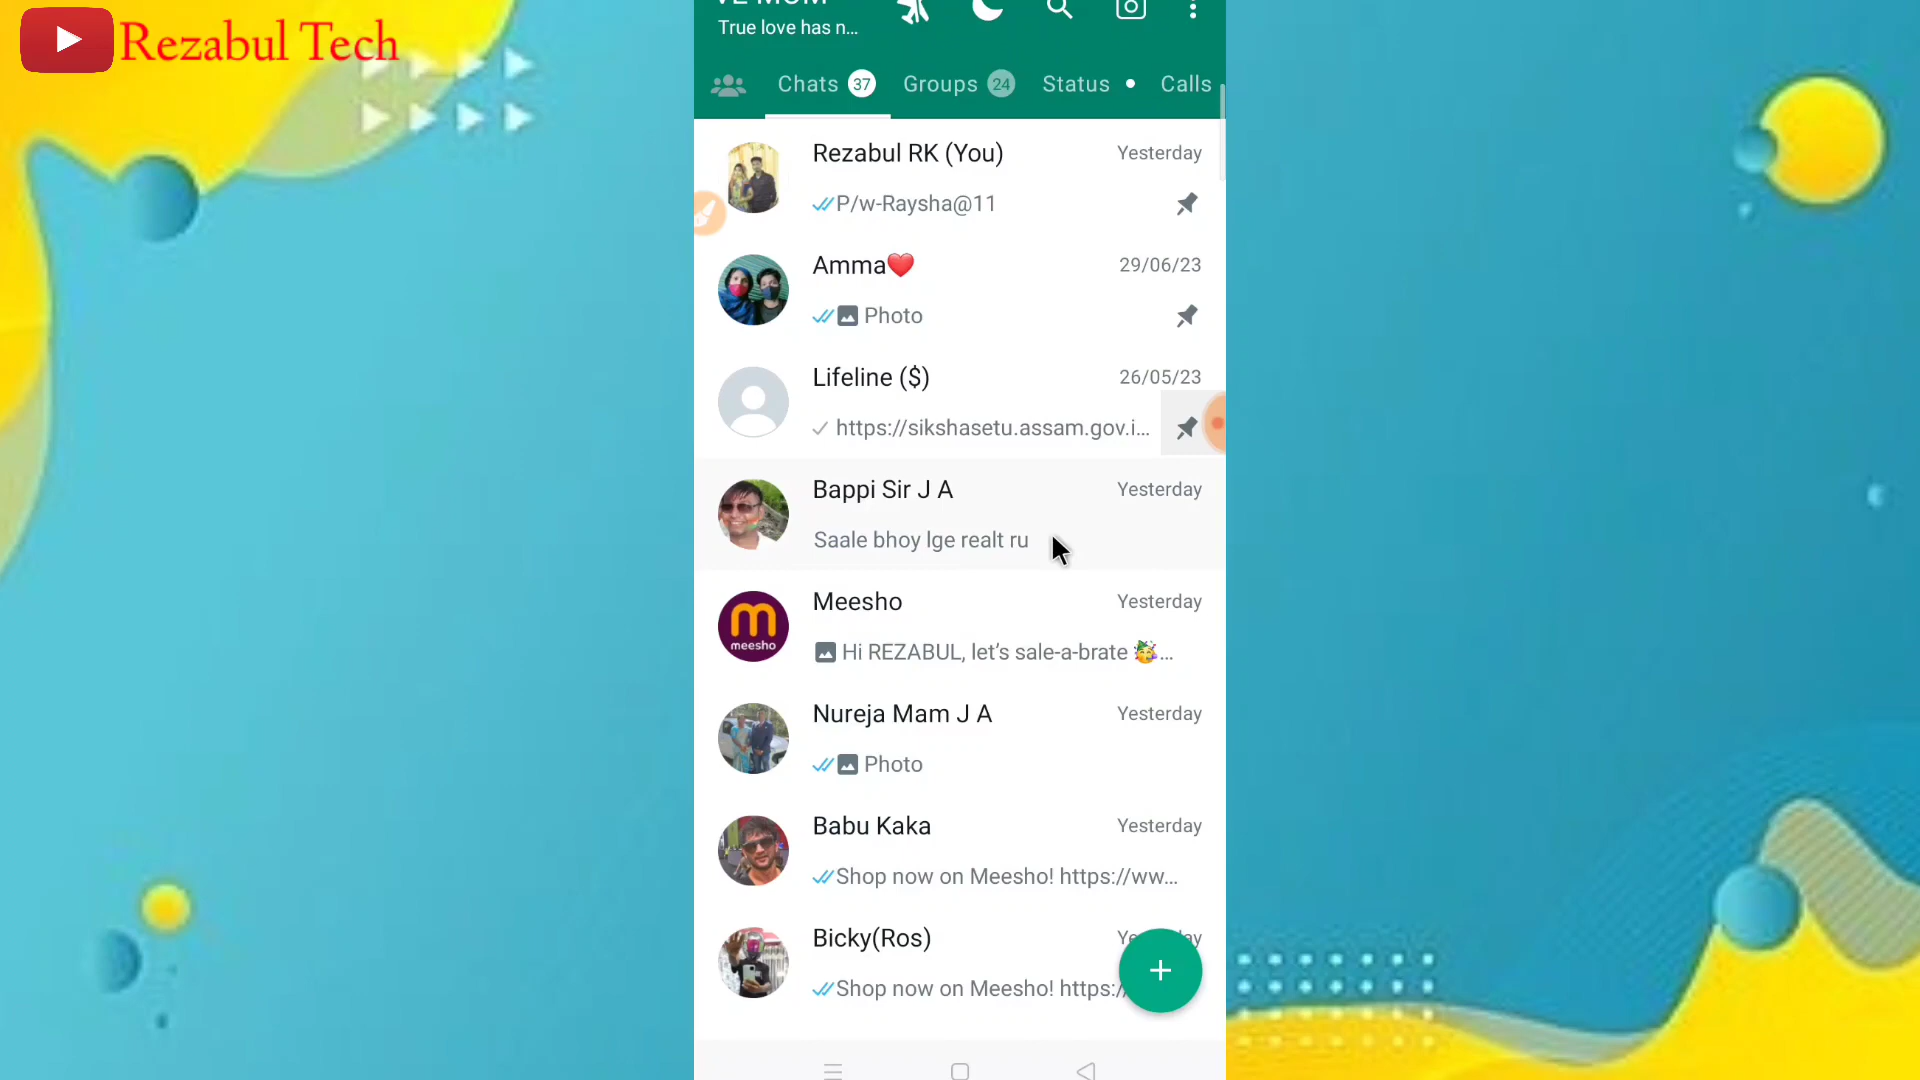 Rezabul Tech
True love has n...
Chats 37 Groups 24 Status Calls
Rezabul RK (You) Yesterday
P/w-Raysha@11
Amma❤️ 29/06/23
Photo
Lifeline ($) 26/05/23
https://sikshasetu.assam.gov.i...
Bappi Sir J A Yesterday
Saale bhoy lge realt ru
Meesho Yesterday
meesho
Hi REZABUL, let's sale-a-brate 🥳...
Nureja Mam J A Yesterday
Photo
Babu Kaka Yesterday
Shop now on Meesho! https://ww...
Bicky(Ros)
Shop now on Meesho! https:/